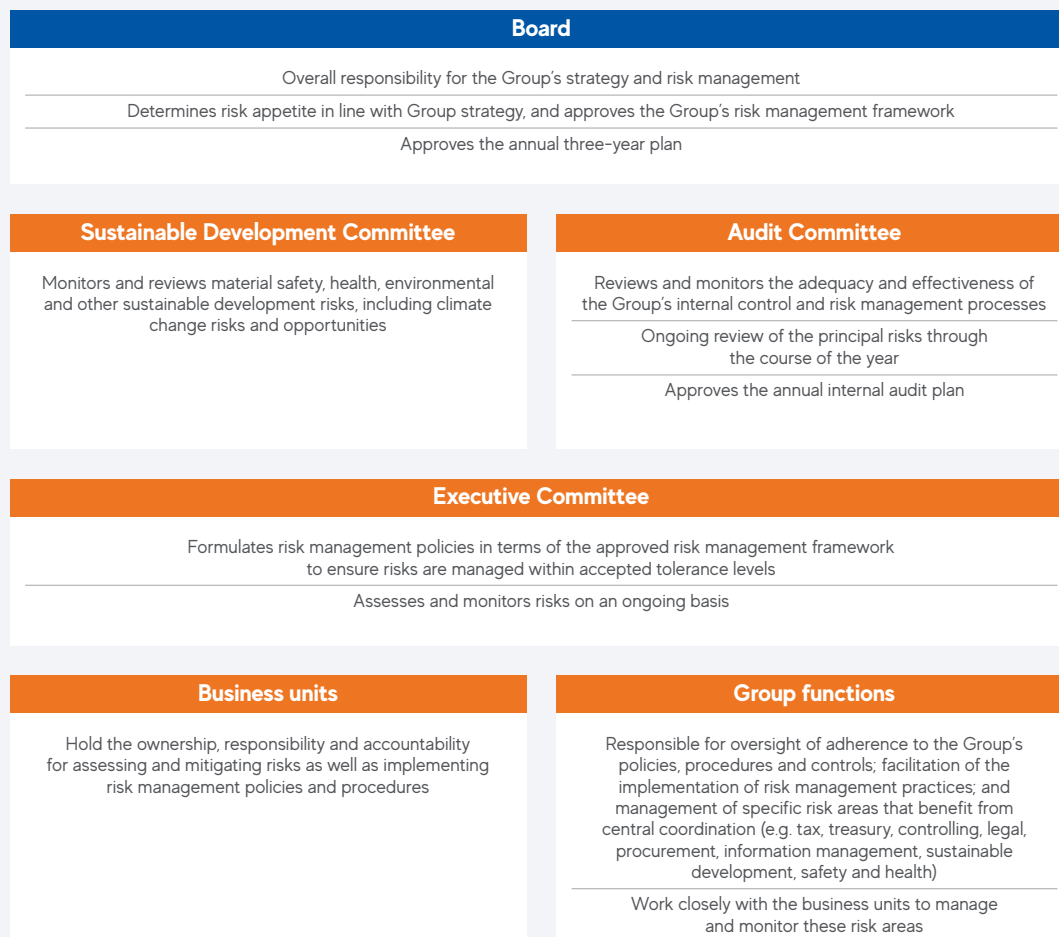 Board
Overall responsibility for the Group's strategy and risk management
Determines risk appetite in line with Group strategy, and approves the Group's risk management framework
Approves the annual three-year plan
Sustainable Development Committee
Monitors and reviews material safety, health, environmental
and other sustainable development risks, including climate
change risks and opportunities
Audit Committee
Reviews and monitors the adequacy and effectiveness of
the Group's internal control and risk management processes
Ongoing review of the principal risks through
the course of the year
Approves the annual internal audit plan
Executive Committee
Formulates risk management policies in terms of the approved risk management framework
to ensure risks are managed within accepted tolerance levels
Assesses and monitors risks on an ongoing basis
Business units
Hold the ownership, responsibility and accountability
for assessing and mitigating risks as well as implementing
risk management policies and procedures
Group functions
Responsible for oversight of adherence to the Group's
policies, procedures and controls; facilitation of the
implementation of risk management practices; and
management of specific risk areas that benefit from
central coordination (e.g. tax, treasury, controlling, legal,
procurement, information management, sustainable
development, safety and health)
Work closely with the business units to manage
and monitor these risk areas